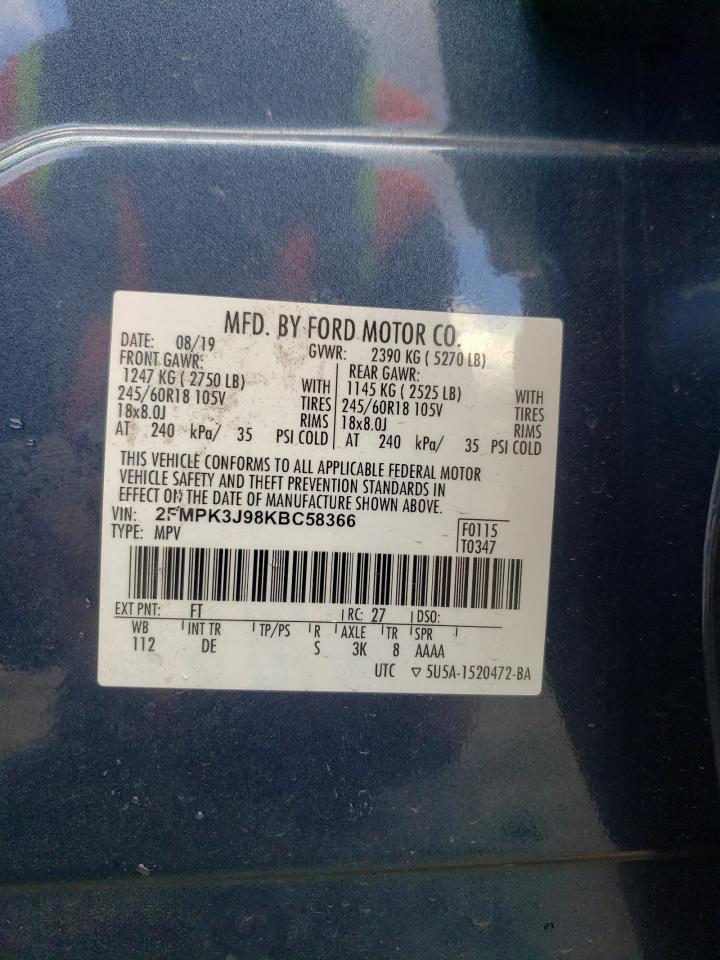 MFD. BY FORD MOTOR CO.
DATE: 08/19 GVWR: 2390 KG ( 5270 LB)
FRONT GAWR: REAR GAWR:
1247 KG ( 2750 LB) WITH 1145 KG ( 2525 LB) WITH
245/60R18 105V TIRES 245/60R18 105V TIRES
18x8.0J RIMS 18x8.0J RIMS
AT 240 kPa/ 35 PSI COLD AT 240 kPa/ 35 PSI COLD
THIS VEHICLE CONFORMS TO ALL APPLICABLE FEDERAL MOTOR
VEHICLE SAFETY AND THEFT PREVENTION STANDARDS IN
EFFECT ON THE DATE OF MANUFACTURE SHOWN ABOVE.
VIN: 2FMPK3J98KBC58366 F0115
TYPE: MPV T0347
EXT PNT: FT RC: 27 DSO:
WB INT TR TP/PS R AXLE TR SPR
112 DE S 3K 8 AAAA
UTC ▽ 5U5A-1520472-BA